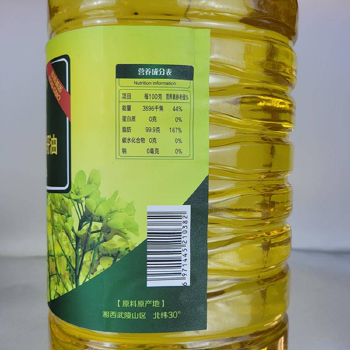 营养成分表
Nutrition Information
项目 每100克 营养素参考值%
能量 3696千焦 44%
蛋白质 0克 0%
脂肪 99.9克 167%
碳水化合物 0克 0%
钠 0毫克 0%
油
6971445210382
【原料原产地】
湘西武陵山区 北纬30°